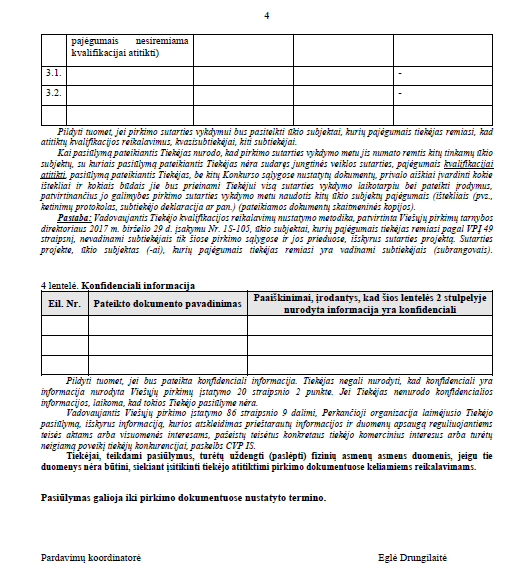 4
pajėgumais nesiremiama
kvalifikacijai atitikti)
3.1. -
3.2. -
Pildyti tuomet, jei pirkimo sutarties vykdymui bus pasitelkti ūkio subjektai, kurių pajėgumais tiekėjas remiasi, kad
atitiktų kvalifikacijos reikalavimus, kvazisubtiekėjai, kiti subtiekėjai.
Kai pasiūlymą pateikiantis Tiekėjas nurodo, kad pirkimo sutarties vykdymo metu jis numato remtis kitų tinkamų ūkio
subjektų, su kuriais pasiūlymą pateikiantis Tiekėjas nėra sudaręs jungtinės veiklos sutarties, pajėgumais kvalifikacijai
atitikti, pasiūlymą pateikiantis Tiekėjas, be kitų Konkurso sąlygose nustatytų dokumentų, privalo aiškiai įvardinti kokie
ištekliai ir kokiais būdais jie bus prieinami Tiekėjui visą sutarties vykdymo laikotarpiu bei pateikti įrodymus,
patvirtinančius jo galimybes pirkimo sutarties vykdymo metu naudotis kitų ūkio subjektų pajėgumais (ištekliais (pvz.,
ketinimų protokolas, subtiekėjo deklaracija ar pan.) (pateikiamos dokumentų skaitmeninės kopijos).
Pastaba: Vadovaujantis Tiekėjo kvalifikacijos reikalavimų nustatymo metodika, patvirtinta Viešųjų pirkimų tarnybos
direktoriaus 2017 m. birželio 29 d. įsakymu Nr. 1S-105, ūkio subjektai, kurių pajėgumais tiekėjas remiasi pagal VPĮ 49
straipsnį, nevadinami subtiekėjais tik šiose pirkimo sąlygose ir jos prieduose, išskyrus sutarties projektą. Sutarties
projekte, ūkio subjektas (-ai), kurių pajėgumais tiekėjas remiasi yra vadinami subtiekėjais (subrangovais).
4 lentelė. Konfidenciali informacija
Eil. Nr. Pateikto dokumento pavadinimas Paaiškinimai, įrodantys, kad šios lentelės 2 stulpelyje
nurodyta informacija yra konfidenciali
Pildyti tuomet, jei bus pateikta konfidenciali informacija. Tiekėjas negali nurodyti, kad konfidenciali yra
informacija nurodyta Viešųjų pirkimų įstatymo 20 straipsnio 2 punkte. Jei Tiekėjas nenurodo konfidencialios
informacijos, laikoma, kad tokios Tiekėjo pasiūlyme nėra.
Vadovaujantis Viešųjų pirkimų įstatymo 86 straipsnio 9 dalimi, Perkančioji organizacija laimėjusio Tiekėjo
pasiūlymą, išskyrus informaciją, kurios atskleidimas prieštarautų informacijos ir duomenų apsaugą reguliuojantiems
teisės aktams arba visuomenės interesams, pažeistų teisėtus konkretaus tiekėjo komercinius interesus arba turėtų
neigiamą poveikį tiekėjų konkurencijai, paskelbs CVP IS.
Tiekėjai, teikdami pasiūlymus, turėtų uždengti (paslėpti) fizinių asmenų asmens duomenis, jeigu tie
duomenys nėra būtini, siekiant įsitikinti tiekėjo atitiktimi pirkimo dokumentuose keliamiems reikalavimams.
Pasiūlymas galioja iki pirkimo dokumentuose nustatyto termino.
Pardavimų koordinatorė Eglė Drungilaitė